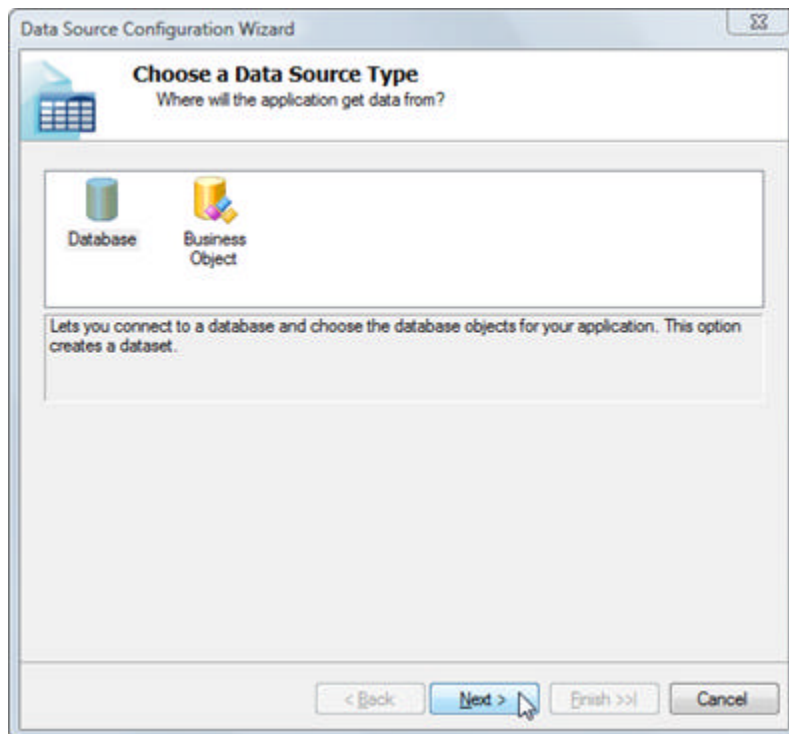 Data Source Configuration Wizard
Choose a Data Source Type
Where will the application get data from?
Database
Business
Object
Lets you connect to a database and choose the database objects for your application. This option
creates a dataset.
< Back
Next >
Finish >>|
Cancel